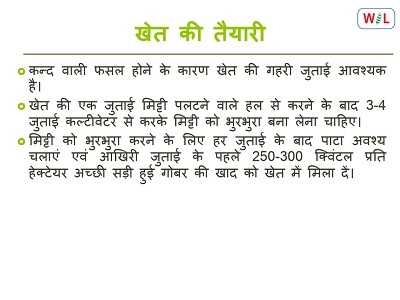 WIL
खेत की तैयारी
कन्द वाली फसल होने के कारण खेत की गहरी जुताई आवश्यक
है।
खेत की एक जुताई मिट्टी पलटने वाले हल से करने के बाद 3-4
जुताई कल्टीवेटर से करके मिट्टी को भुरभुरा बना लेना चाहिए।
मिट्टी को भुरभुरा करने के लिए हर जुताई के बाद पाटा अवश्य
चलाएं एवं आखिरी जुताई के पहले 250-300 क्विंटल प्रति
हेक्टेयर अच्छी सड़ी हुई गोबर की खाद को खेत में मिला दें।